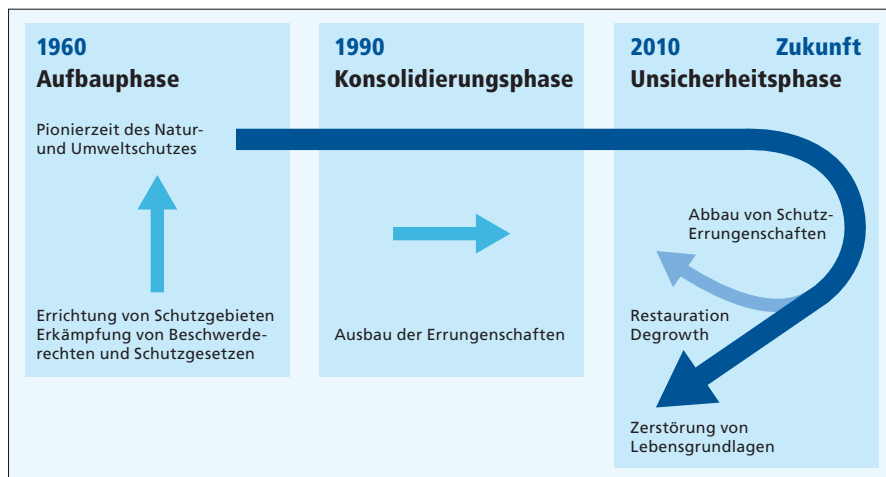 1960
Aufbauphase
Pionierzeit des Natur-
und Umweltschutzes
Errichtung von Schutzgebieten
Erkämpfung von Beschwerde-
rechten und Schutzgesetzen
1990
Konsolidierungsphase
Ausbau der Errungenschaften
2010 Zukunft
Unsicherheitsphase
Abbau von Schutz-
Errungenschaften
Restauration
Degrowth
Zerstörung von
Lebensgrundlagen